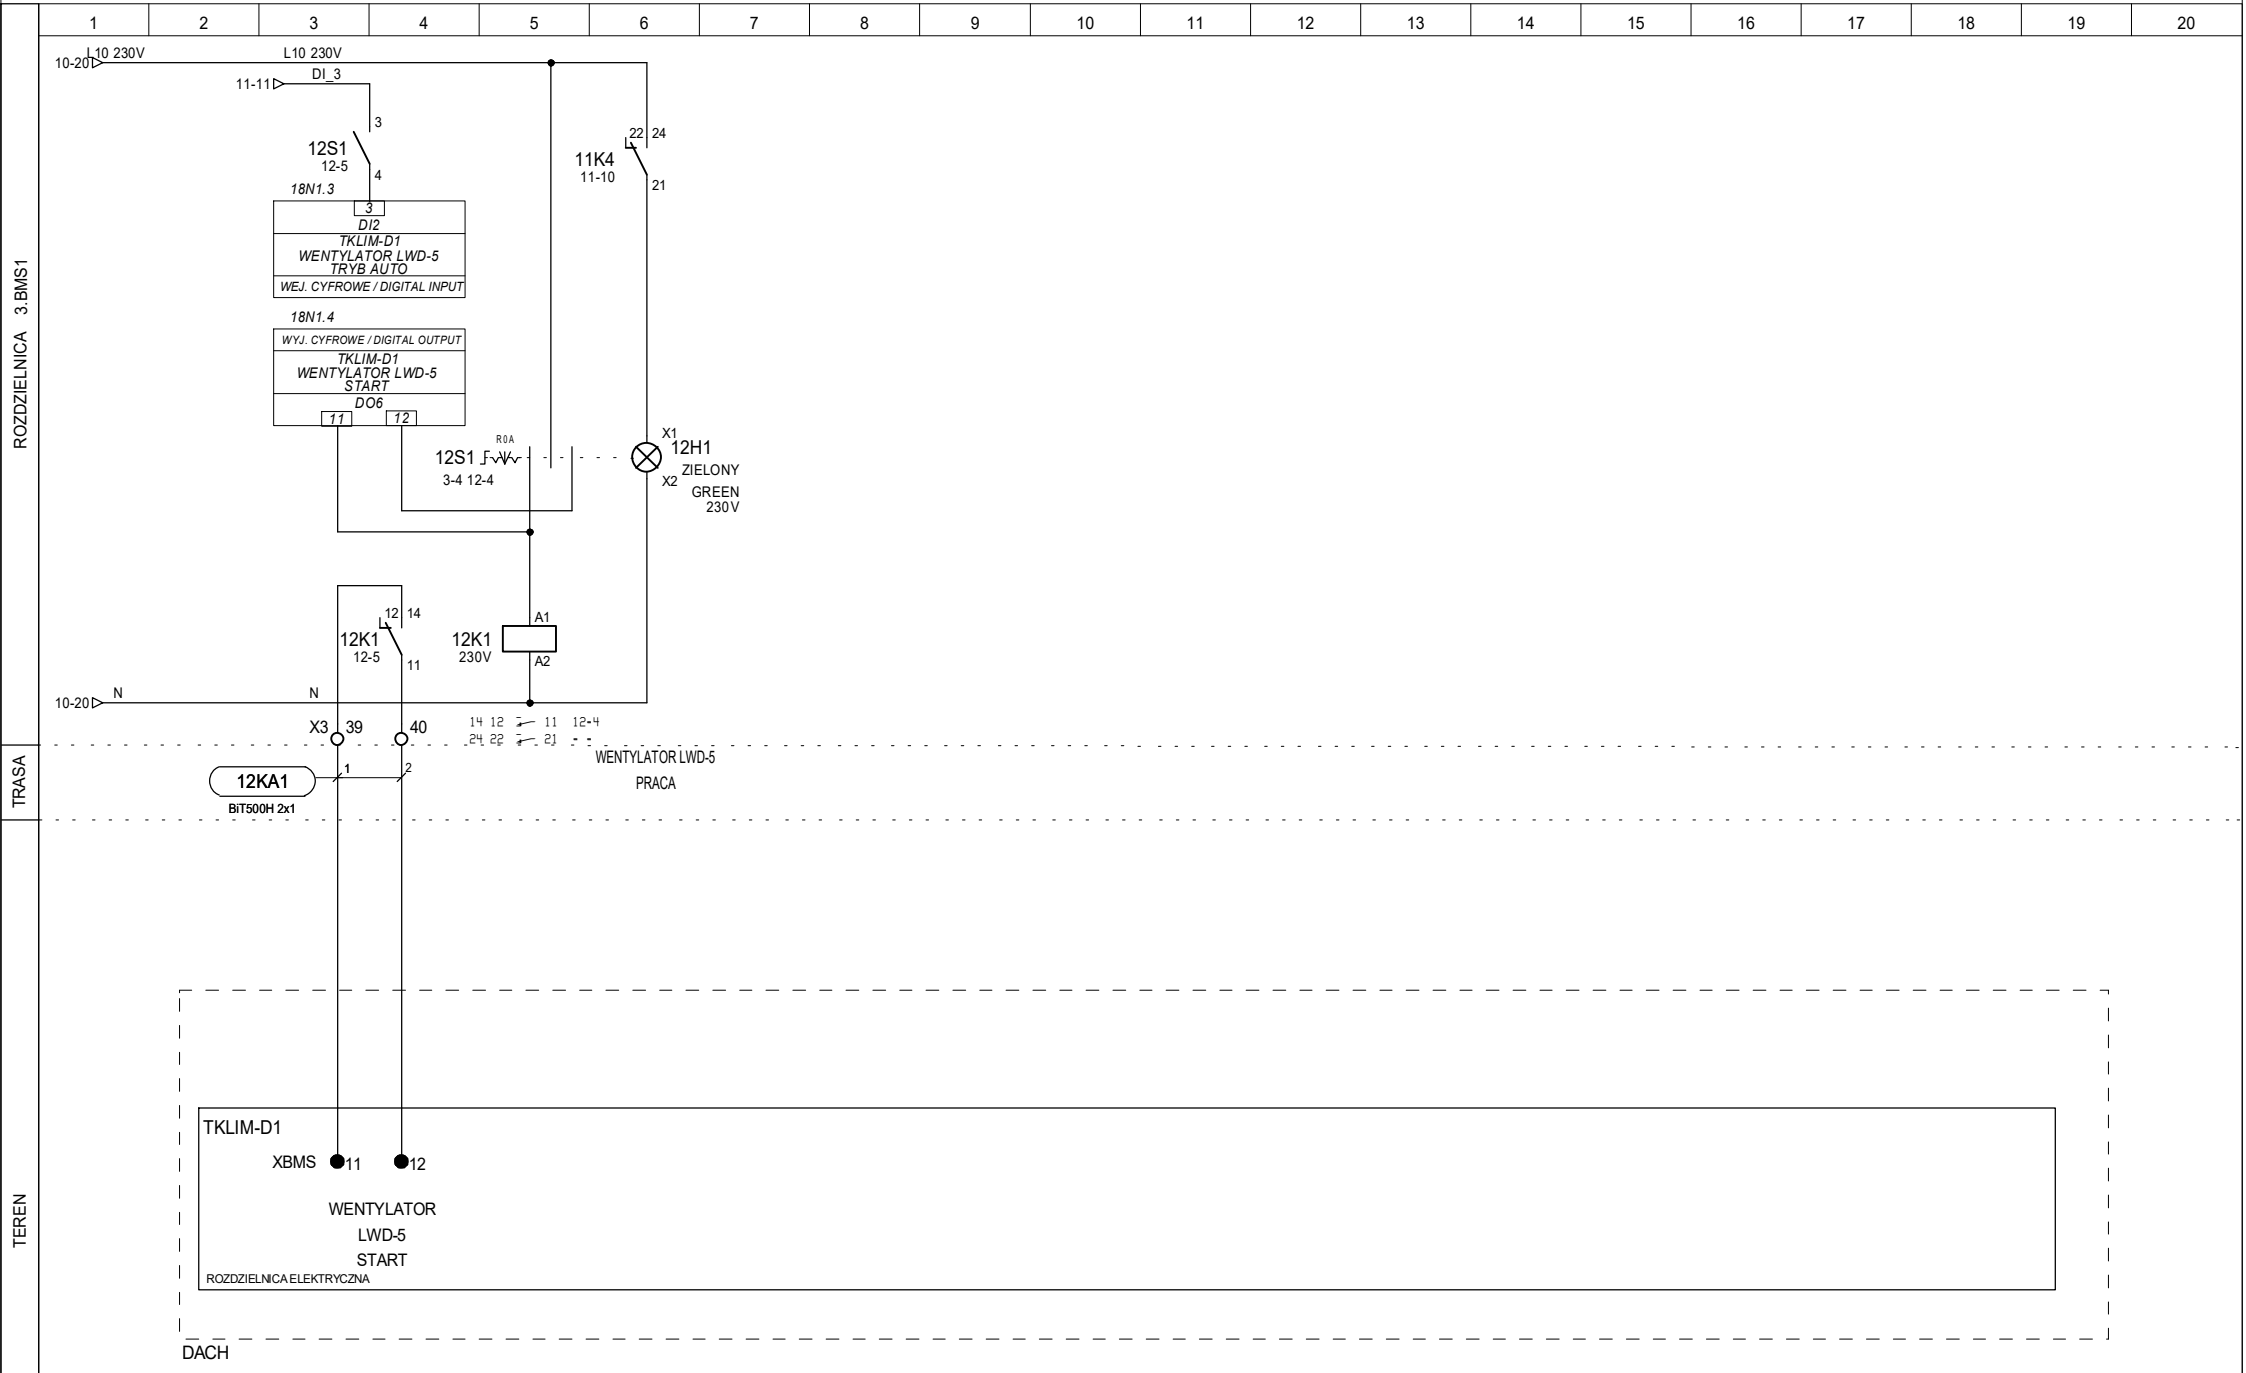 1 2 3 4 5 6 7 8 9 10 11 12 13 14 15 16 17 18 19 20
L10 230V L10 230V
10-20
DI_3
11-11
3
12S1
12-5
4
18N1.3
3
DI2
TKLIM-D1
WENTYLATOR LWD-5
TRYB AUTO
WEJ. CYFROWE / DIGITAL INPUT
18N1.4
WYJ. CYFROWE / DIGITAL OUTPUT
TKLIM-D1
WENTYLATOR LWD-5
START
DO6
11 12
22 24
11K4
11-10
21
R0A
12S1
3-4 12-4
X1
12H1
ZIELONY
X2
GREEN
230V
12 14
12K1
12-5
11
A1
12K1
230V
A2
N N
10-20
X3 39 40
14 12 11 12-4
24 22 21 --
WENTYLATOR LWD-5
PRACA
1 2
12KA1
BiT500H 2x1
ROZDZIELNICA 3.BMS1
TRASA
TEREN
TKLIM-D1
XBMS 11 12
WENTYLATOR
LWD-5
START
ROZDZIELNICA ELEKTRYCZNA
DACH